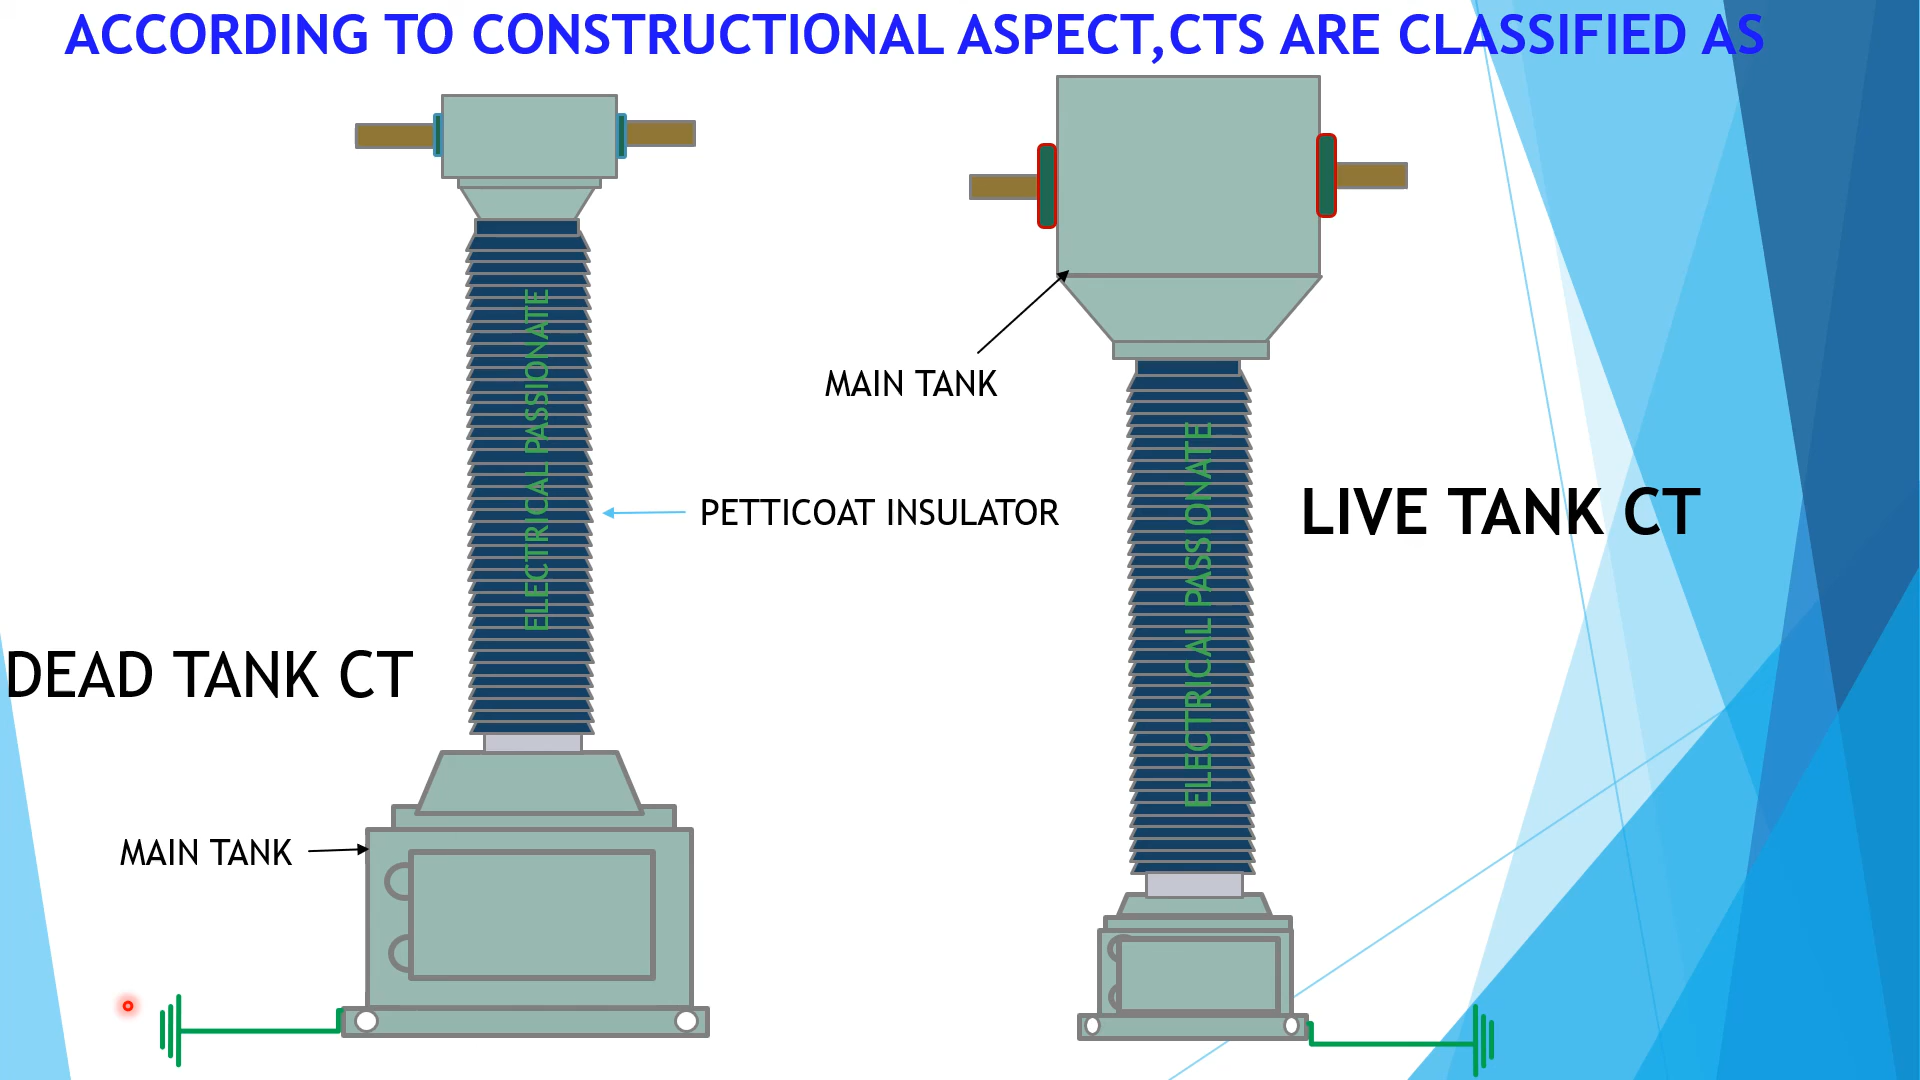 ACCORDING TO CONSTRUCTIONAL ASPECT,CTS ARE CLASSIFIED AS
ELECTRICAL PASSIONATE
MAIN TANK
PETTICOAT INSULATOR
ELECTRICAL PASSIONATE
LIVE TANK CT
DEAD TANK CT
MAIN TANK